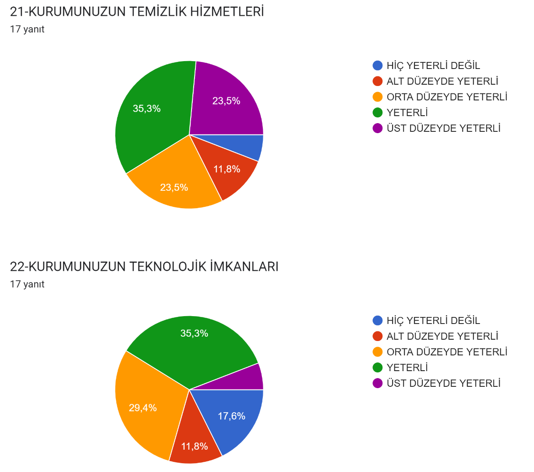 21-KURUMUNUZUN TEMİZLİK HİZMETLERİ
17 yanıt
HİÇ YETERLİ DEĞİL
ALT DÜZEYDE YETERLİ
ORTA DÜZEYDE YETERLİ
YETERLİ
ÜST DÜZEYDE YETERLİ
35,3%
23,5%
11,8%
23,5%
22-KURUMUNUZUN TEKNOLOJİK İMKANLARI
17 yanıt
HİÇ YETERLİ DEĞİL
ALT DÜZEYDE YETERLİ
ORTA DÜZEYDE YETERLİ
YETERLİ
ÜST DÜZEYDE YETERLİ
35,3%
29,4%
17,6%
11,8%